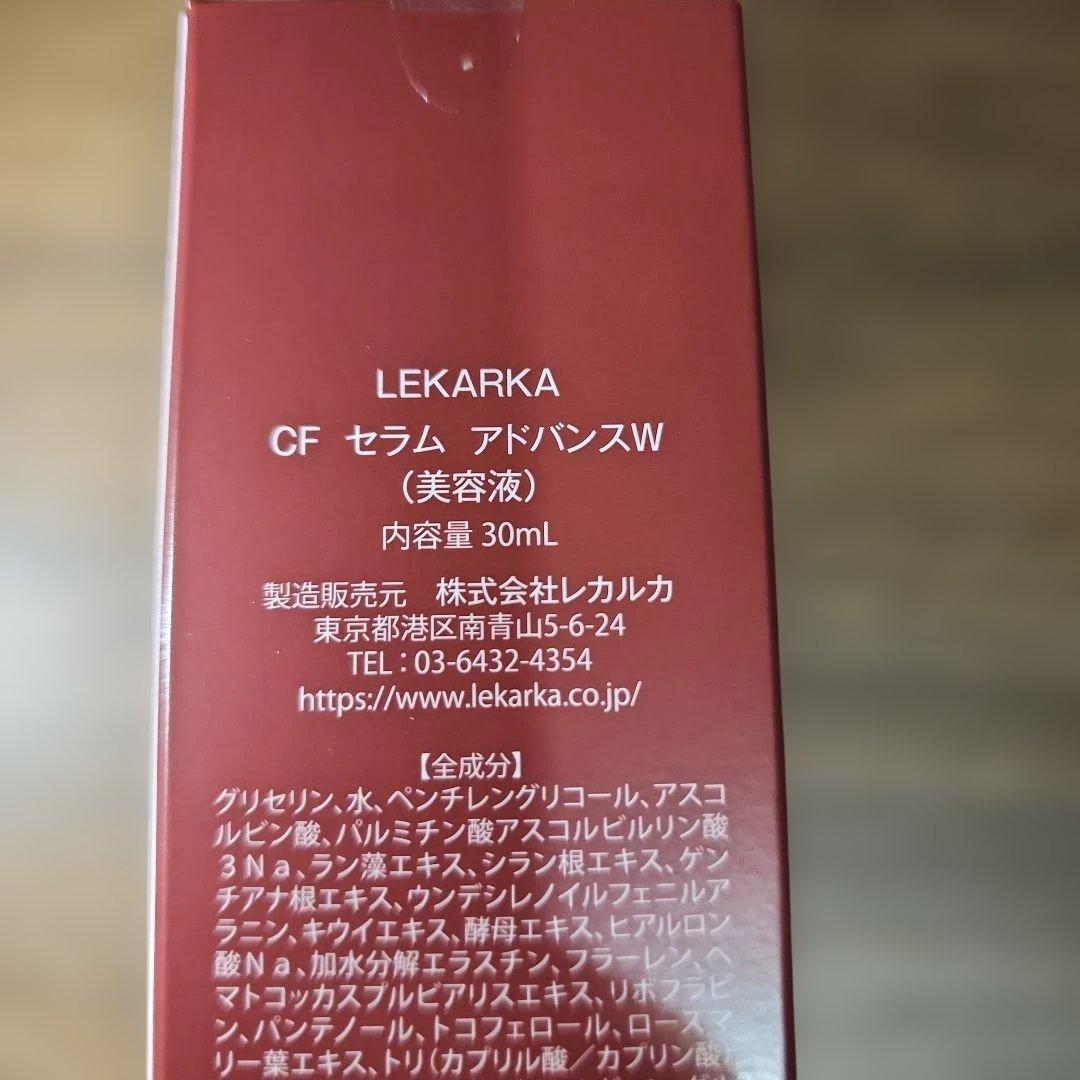 LEKARKA
CF セラム アドバンスW
（美容液）
内容量 30mL
製造販売元 株式会社レカルカ
東京都港区南青山5-6-24
TEL：03-6432-4354
https://www.lekarka.co.jp/
【全成分】
グリセリン、水、ペンチレングリコール、アスコ
ルビン酸、パルミチン酸アスコルビルリン酸
３Ｎａ、ラン藻エキス、シラン根エキス、ゲン
チアナ根エキス、ウンデシレノイルフェニルア
ラニン、キウイエキス、酵母エキス、ヒアルロン
酸Ｎａ、加水分解エラスチン、フラーレン、ヘ
マトコッカスプルビアリスエキス、リボフラビ
ン、パンテノール、トコフェロール、ローズマ
リー葉エキス、トリ（カプリル酸／カプリン酸）